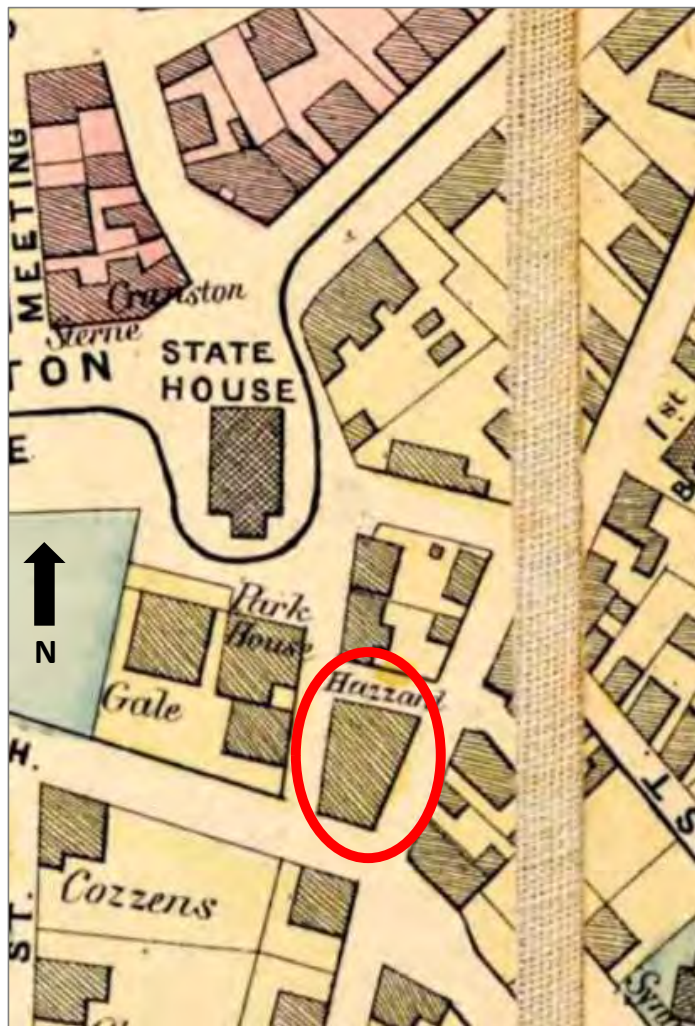 MEETING
Cranston
Sterne
TON
STATE
HOUSE
E
1st
B
N
Park
House
Hazzard
Gale
H.
ST.
Cozzens
ST.